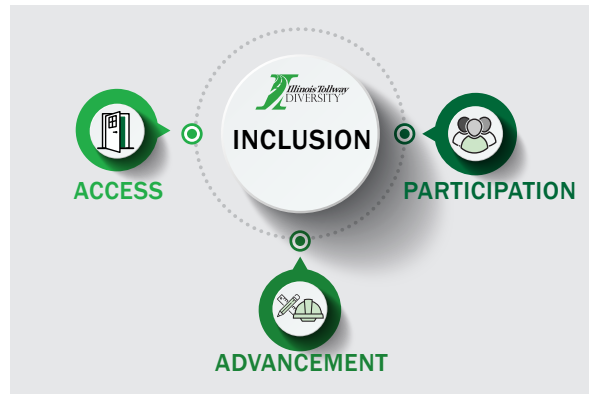 Illinois Tollway
DIVERSITY
INCLUSION
ACCESS
PARTICIPATION
ADVANCEMENT